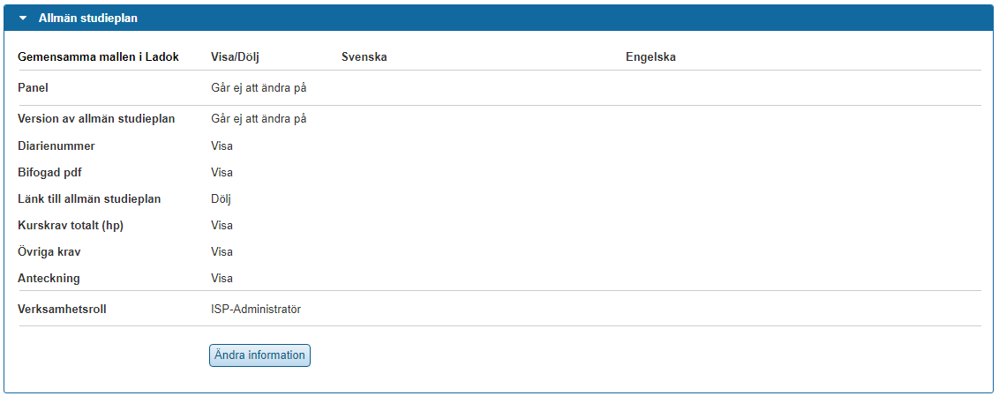 Allmän studieplan
Gemensamma mallen i Ladok Visa/Dölj Svenska Engelska
Panel Går ej att ändra på
Version av allmän studieplan Går ej att ändra på
Diarienummer Visa
Bifogad pdf Visa
Länk till allmän studieplan Dölj
Kurskrav totalt (hp) Visa
Övriga krav Visa
Anteckning Visa
Verksamhetsroll ISP-Administratör
Ändra information